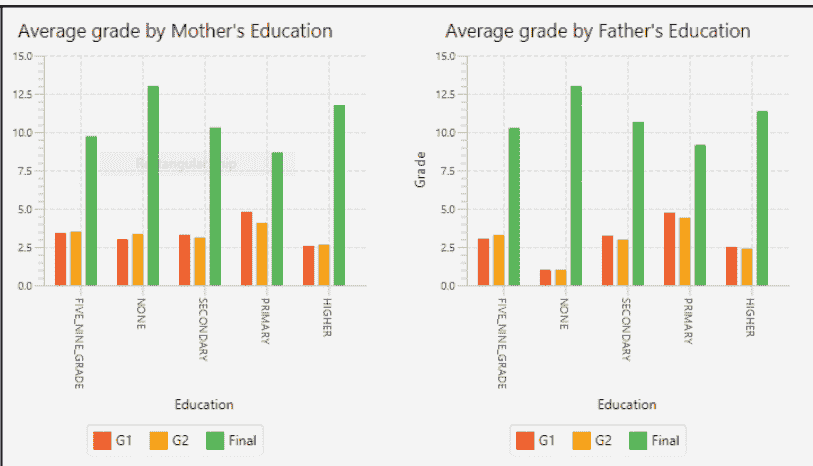 Average grade by Mother's Education
15.0
12.5
10.0
7.5
5.0
2.5
0.0
Rectangular
FIVE_NINE_GRADE
NONE
SECONDARY
PRIMARY
HIGHER
Education
G1 G2 Final
Average grade by Father's Education
Grade
15.0
12.5
10.0
7.5
5.0
2.5
0.0
FIVE_NINE_GRADE
NONE
SECONDARY
PRIMARY
HIGHER
Education
G1 G2 Final